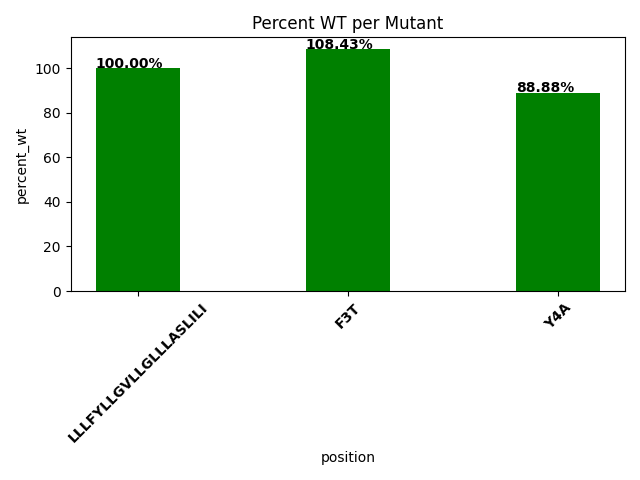 Percent WT per Mutant
108.43%
100.00%
88.88%
percent_wt
100
80
60
40
20
0
LLLFYLLGVLLGLLLASLILI
F3T
Y4A
position